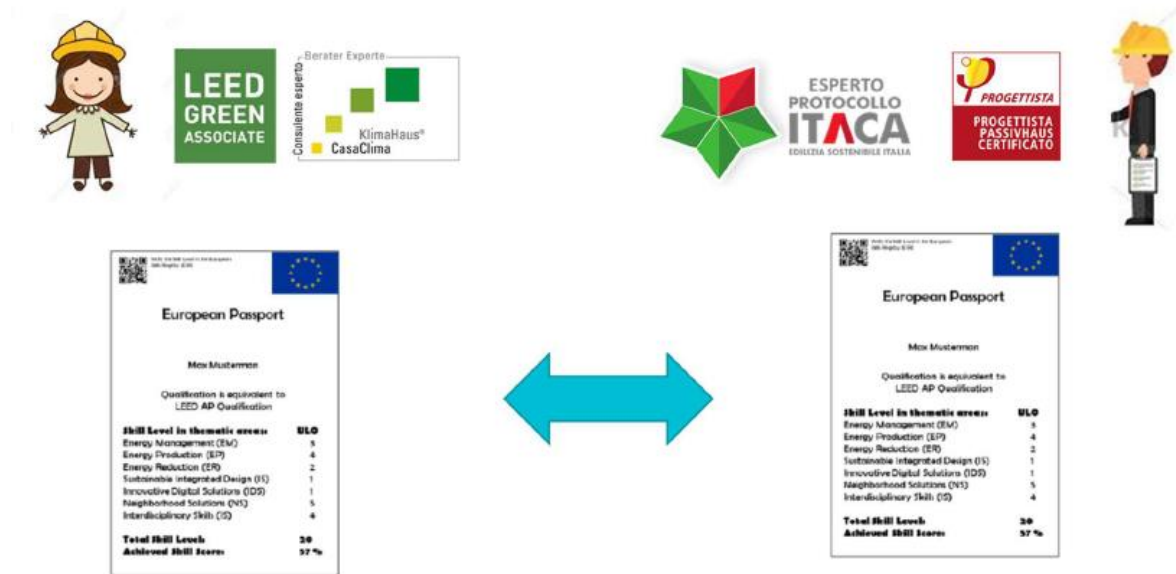 LEED
GREEN
ASSOCIATE
Berater Experte
Consulente esperto
KlimaHaus®
CasaClima
ESPERTO
PROTOCOLLO
ITACA
EDILIZIA SOSTENIBILE ITALIA
PROGETTISTA
PROGETTISTA
PASSIVHAUS
CERTIFICATO
European Passport
Max Musterman
Qualification is equivalent to
LEED AP Qualification
Skill Level in thematic areas: ULO
Energy Management (EM) 3
Energy Production (EP) 4
Energy Reduction (ER) 2
Sustainable Integrated Design (IS) 1
Innovative Digital Solutions (IDS) 1
Neighborhood Solutions (NS) 5
Interdisciplinary Skills (IS) 4
Total Skill Level: 20
Achieved Skill Score: 57 %
European Passport
Max Musterman
Qualification is equivalent to
LEED AP Qualification
Skill Level in thematic areas: ULO
Energy Management (EM) 3
Energy Production (EP) 4
Energy Reduction (ER) 2
Sustainable Integrated Design (IS) 1
Innovative Digital Solutions (IDS) 1
Neighborhood Solutions (NS) 5
Interdisciplinary Skills (IS) 4
Total Skill Level: 20
Achieved Skill Score: 57 %